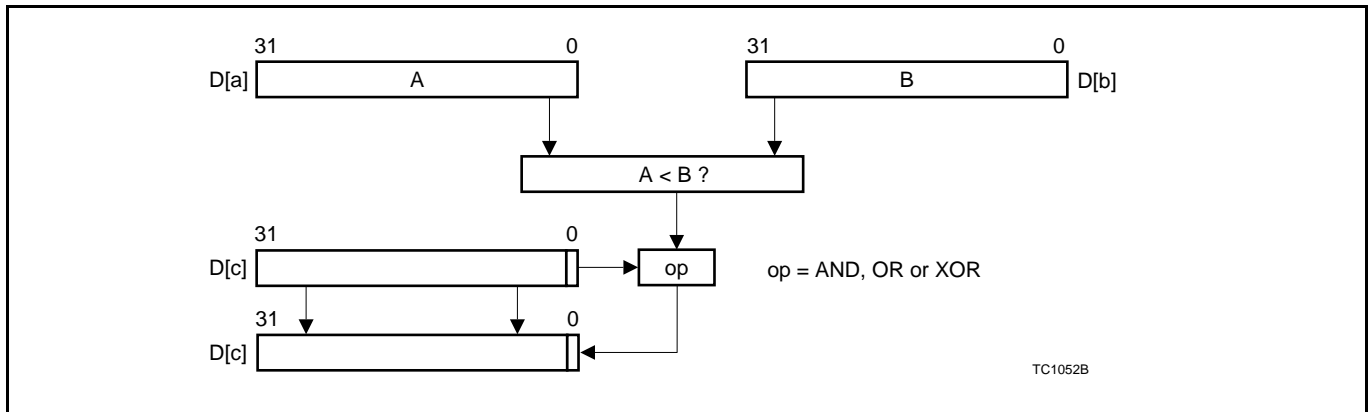 31 0 31 0
D[a] A B D[b]
A < B ?
31 0
D[c] op op = AND, OR or XOR
31 0
D[c]
TC1052B